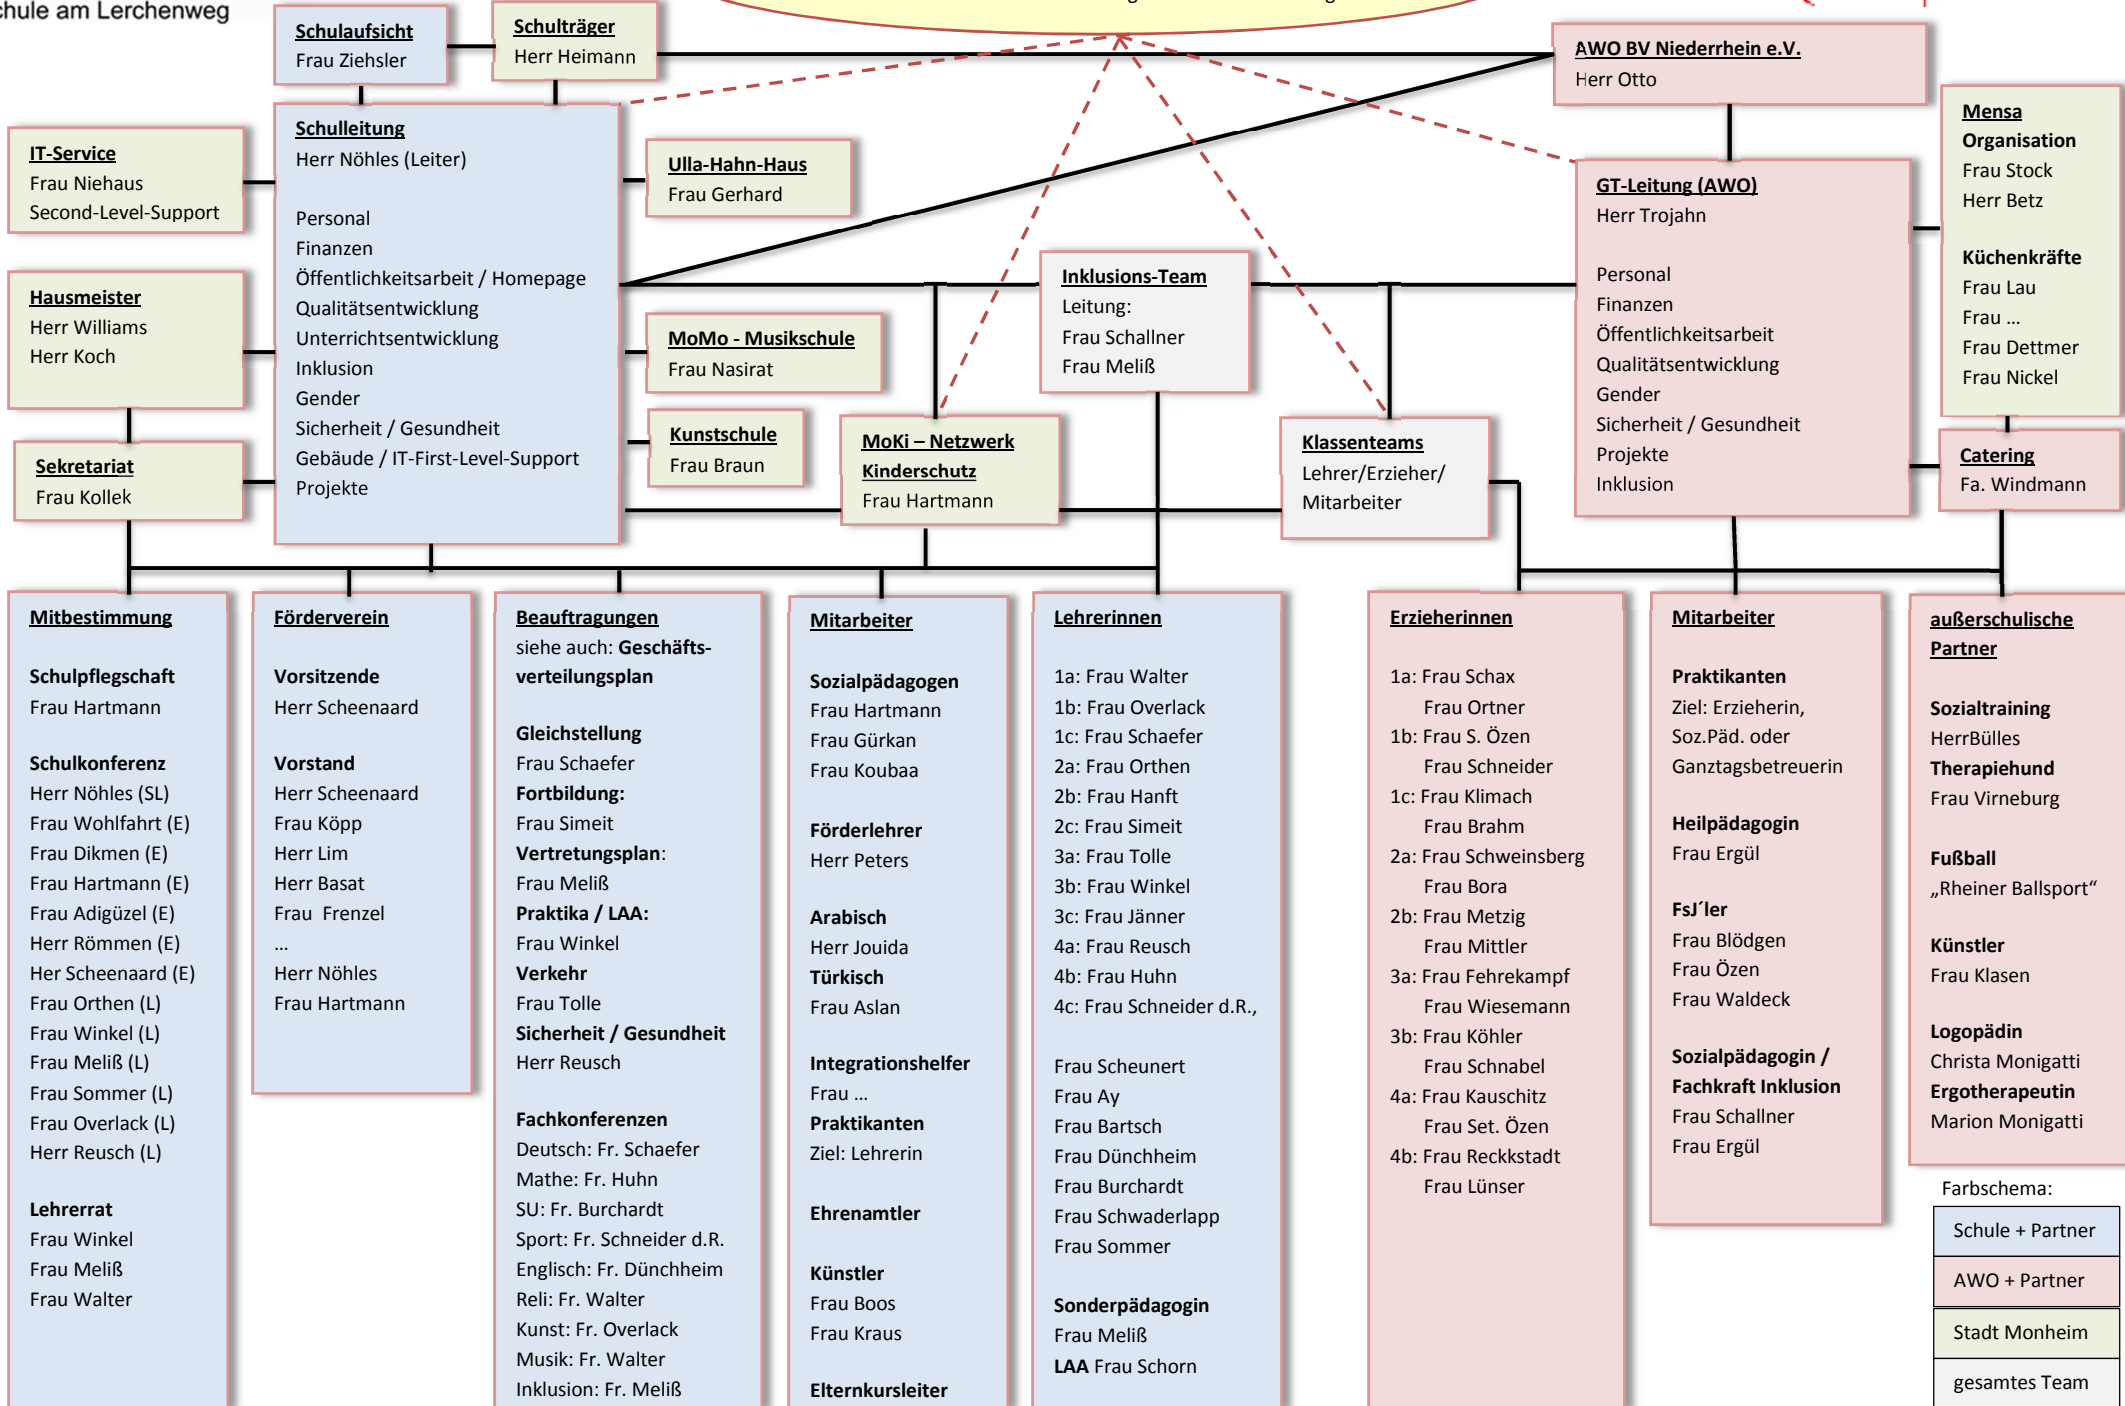 chule am Lerchenweg
Schulaufsicht
Frau Ziehsler
Schulträger
Herr Heimann
AWO BV Niederrhein e.V.
Herr Otto
IT-Service
Frau Niehaus
Second-Level-Support
Hausmeister
Herr Williams
Herr Koch
Sekretariat
Frau Kollek
Schulleitung
Herr Nöhles (Leiter)
Personal
Finanzen
Öffentlichkeitsarbeit / Homepage
Qualitätsentwicklung
Unterrichtsentwicklung
Inklusion
Gender
Sicherheit / Gesundheit
Gebäude / IT-First-Level-Support
Projekte
Ulla-Hahn-Haus
Frau Gerhard
MoMo - Musikschule
Frau Nasirat
Kunstschule
Frau Braun
MoKi – Netzwerk
Kinderschutz
Frau Hartmann
Inklusions-Team
Leitung:
Frau Schallner
Frau Meliß
Klassenteams
Lehrer/Erzieher/
Mitarbeiter
GT-Leitung (AWO)
Herr Trojahn
Personal
Finanzen
Öffentlichkeitsarbeit
Qualitätsentwicklung
Gender
Sicherheit / Gesundheit
Projekte
Inklusion
Mensa
Organisation
Frau Stock
Herr Betz
Küchenkräfte
Frau Lau
Frau ...
Frau Dettmer
Frau Nickel
Catering
Fa. Windmann
Mitbestimmung
Schulpflegschaft
Frau Hartmann
Schulkonferenz
Herr Nöhles (SL)
Frau Wohlfahrt (E)
Frau Dikmen (E)
Frau Hartmann (E)
Frau Adigüzel (E)
Herr Römmen (E)
Her Scheenaard (E)
Frau Orthen (L)
Frau Winkel (L)
Frau Meliß (L)
Frau Sommer (L)
Frau Overlack (L)
Herr Reusch (L)
Lehrerrat
Frau Winkel
Frau Meliß
Frau Walter
Förderverein
Vorsitzende
Herr Scheenaard
Vorstand
Herr Scheenaard
Frau Köpp
Herr Lim
Herr Basat
Frau  Frenzel
...
Herr Nöhles
Frau Hartmann
Beauftragungen
siehe auch: Geschäfts-
verteilungsplan
Gleichstellung
Frau Schaefer
Fortbildung:
Frau Simeit
Vertretungsplan:
Frau Meliß
Praktika / LAA:
Frau Winkel
Verkehr
Frau Tolle
Sicherheit / Gesundheit
Herr Reusch
Fachkonferenzen
Deutsch: Fr. Schaefer
Mathe: Fr. Huhn
SU: Fr. Burchardt
Sport: Fr. Schneider d.R.
Englisch: Fr. Dünchheim
Reli: Fr. Walter
Kunst: Fr. Overlack
Musik: Fr. Walter
Inklusion: Fr. Meliß
Mitarbeiter
Sozialpädagogen
Frau Hartmann
Frau Gürkan
Frau Koubaa
Förderlehrer
Herr Peters
Arabisch
Herr Jouida
Türkisch
Frau Aslan
Integrationshelfer
Frau ...
Praktikanten
Ziel: Lehrerin
Ehrenamtler
Künstler
Frau Boos
Frau Kraus
Elternkursleiter
Lehrerinnen
1a: Frau Walter
1b: Frau Overlack
1c: Frau Schaefer
2a: Frau Orthen
2b: Frau Hanft
2c: Frau Simeit
3a: Frau Tolle
3b: Frau Winkel
3c: Frau Jänner
4a: Frau Reusch
4b: Frau Huhn
4c: Frau Schneider d.R.,
Frau Scheunert
Frau Ay
Frau Bartsch
Frau Dünchheim
Frau Burchardt
Frau Schwaderlapp
Frau Sommer
Sonderpädagogin
Frau Meliß
LAA Frau Schorn
Erzieherinnen
1a: Frau Schax
Frau Ortner
1b: Frau S. Özen
Frau Schneider
1c: Frau Klimach
Frau Brahm
2a: Frau Schweinsberg
Frau Bora
2b: Frau Metzig
Frau Mittler
3a: Frau Fehrekampf
Frau Wiesemann
3b: Frau Köhler
Frau Schnabel
4a: Frau Kauschitz
Frau Set. Özen
4b: Frau Reckkstadt
Frau Lünser
Mitarbeiter
Praktikanten
Ziel: Erzieherin,
Soz.Päd. oder
Ganztagsbetreuerin
Heilpädagogin
Frau Ergül
FsJ´ler
Frau Blödgen
Frau Özen
Frau Waldeck
Sozialpädagogin /
Fachkraft Inklusion
Frau Schallner
Frau Ergül
außerschulische
Partner
Sozialtraining
HerrBülles
Therapiehund
Frau Virneburg
Fußball
„Rheiner Ballsport“
Künstler
Frau Klasen
Logopädin
Christa Monigatti
Ergotherapeutin
Marion Monigatti
Farbschema:
Schule + Partner
AWO + Partner
Stadt Monheim
gesamtes Team